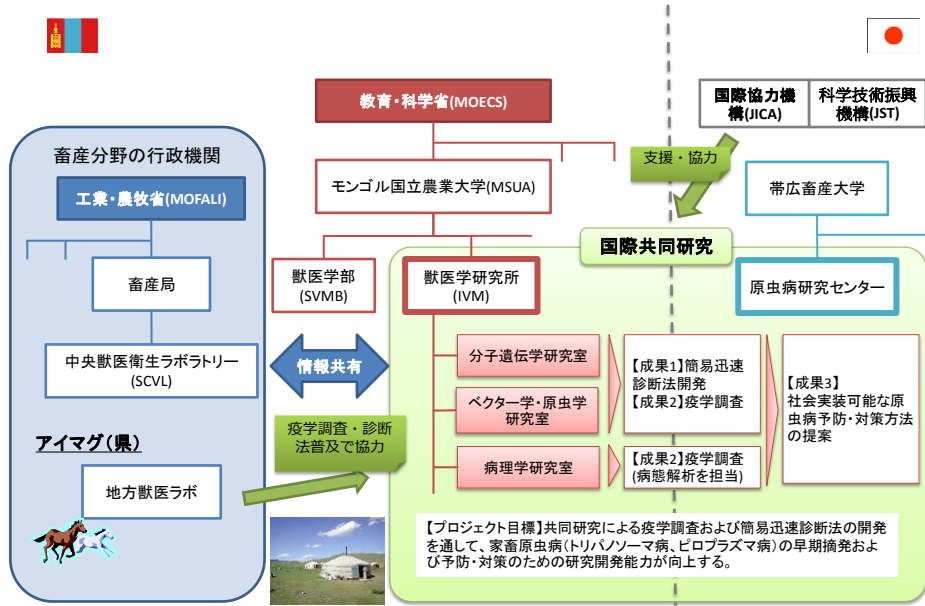 教育・科学省(MOECS)
国際協力機
構(JICA)
科学技術振興
機構(JST)
畜産分野の行政機関
支援・協力
工業・農牧省(MOFALI)
モンゴル国立農業大学(MSUA)
帯広畜産大学
国際共同研究
畜産局
獣医学部
(SVMB)
獣医学研究所
(IVM)
原虫病研究センター
中央獣医衛生ラボラトリー
(SCVL)
情報共有
分子遺伝学研究室
ベクター学・原虫学
研究室
病理学研究室
【成果1】簡易迅速
診断法開発
【成果2】疫学調査
【成果2】疫学調査
(病態解析を担当)
【成果3】
社会実装可能な原
虫病予防・対策方法
の提案
疫学調査・診断
法普及で協力
アイマグ(県)
地方獣医ラボ
【プロジェクト目標】共同研究による疫学調査および簡易迅速診断法の開発
を通して、家畜原虫病(トリパノソーマ病、ピロプラズマ病)の早期摘発およ
び予防・対策のための研究開発能力が向上する。